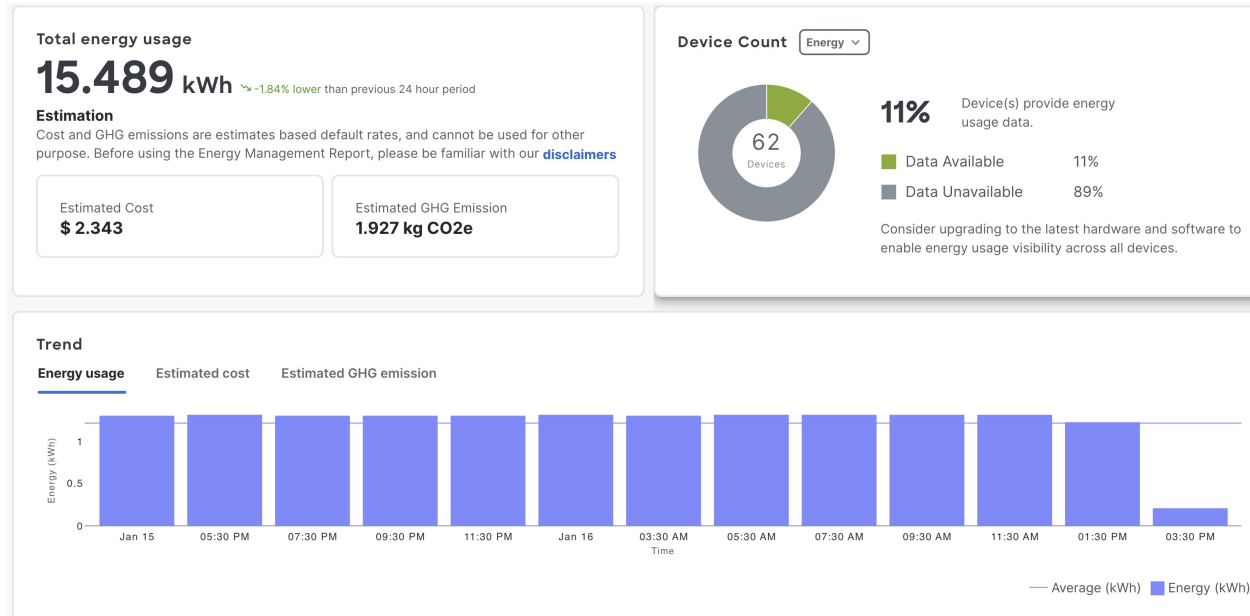 Total energy usage
15.489 kWh -1.84% lower than previous 24 hour period
Estimation
Cost and GHG emissions are estimates based default rates, and cannot be used for other
purpose. Before using the Energy Management Report, please be familiar with our disclaimers
Estimated Cost
$ 2.343
Estimated GHG Emission
1.927 kg CO2e
Device Count Energy
62
Devices
11% Device(s) provide energy
usage data.
Data Available 11%
Data Unavailable 89%
Consider upgrading to the latest hardware and software to
enable energy usage visibility across all devices.
Trend
Energy usage Estimated cost Estimated GHG emission
Energy (kWh)
1
0.5
0
Jan 15 05:30 PM 07:30 PM 09:30 PM 11:30 PM Jan 16 03:30 AM 05:30 AM 07:30 AM 09:30 AM 11:30 AM 01:30 PM 03:30 PM
Time
Average (kWh) Energy (kWh)